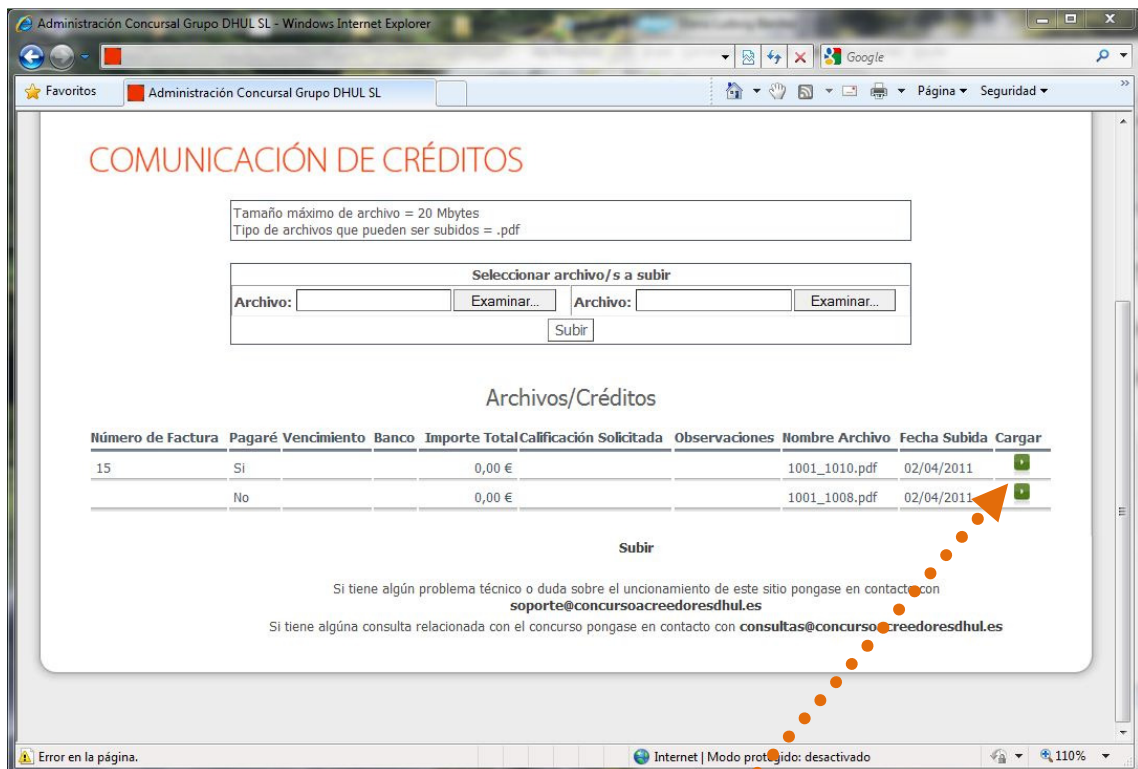 Administración Concursal Grupo DHUL SL - Windows Internet Explorer
Google
Favoritos Administración Concursal Grupo DHUL SL Página Seguridad
COMUNICACIÓN DE CRÉDITOS
Tamaño máximo de archivo = 20 Mbytes
Tipo de archivos que pueden ser subidos = .pdf
Seleccionar archivo/s a subir
Archivo: Examinar... Archivo: Examinar...
Subir
Archivos/Créditos
Número de Factura Pagaré Vencimiento Banco Importe Total Calificación Solicitada Observaciones Nombre Archivo Fecha Subida Cargar
15 Si 0,00 € 1001_1010.pdf 02/04/2011
No 0,00 € 1001_1008.pdf 02/04/2011
Subir
Si tiene algún problema técnico o duda sobre el uncionamiento de este sitio pongase en contacto con
soporte@concursoacreedoresdhul.es
Si tiene algúna consulta relacionada con el concurso pongase en contacto con consultas@concursoacreedoresdhul.es
Error en la página. Internet | Modo protegido: desactivado 110%